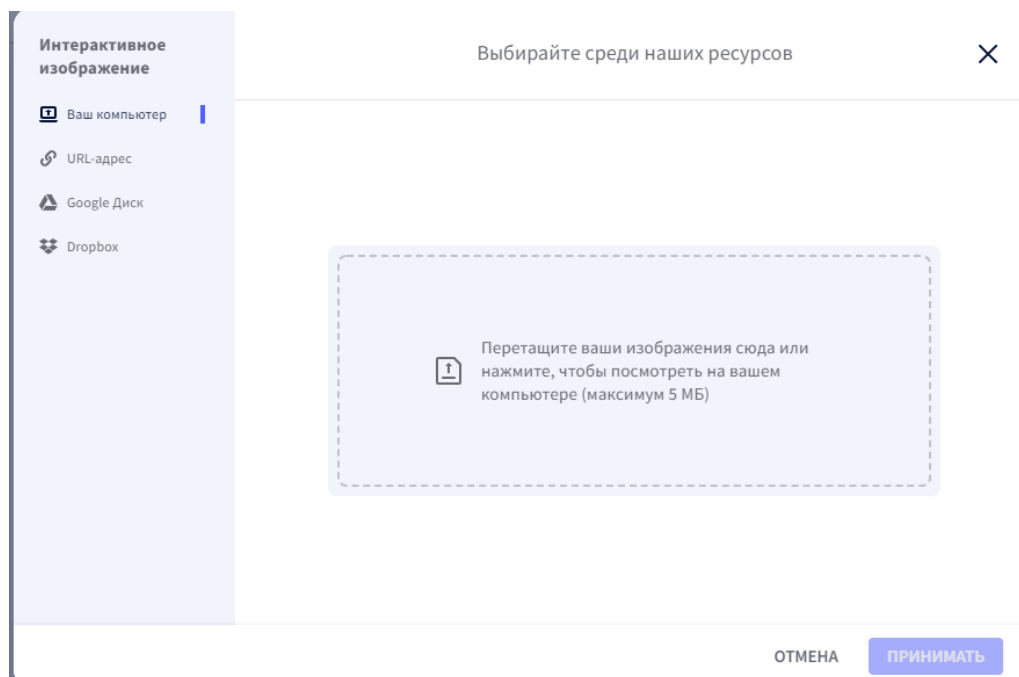 Интерактивное
изображение
Ваш компьютер
URL-адрес
Google Диск
Dropbox
Выбирайте среди наших ресурсов
Перетащите ваши изображения сюда или
нажмите, чтобы посмотреть на вашем
компьютере (максимум 5 МБ)
ОТМЕНА
ПРИНИМАТЬ